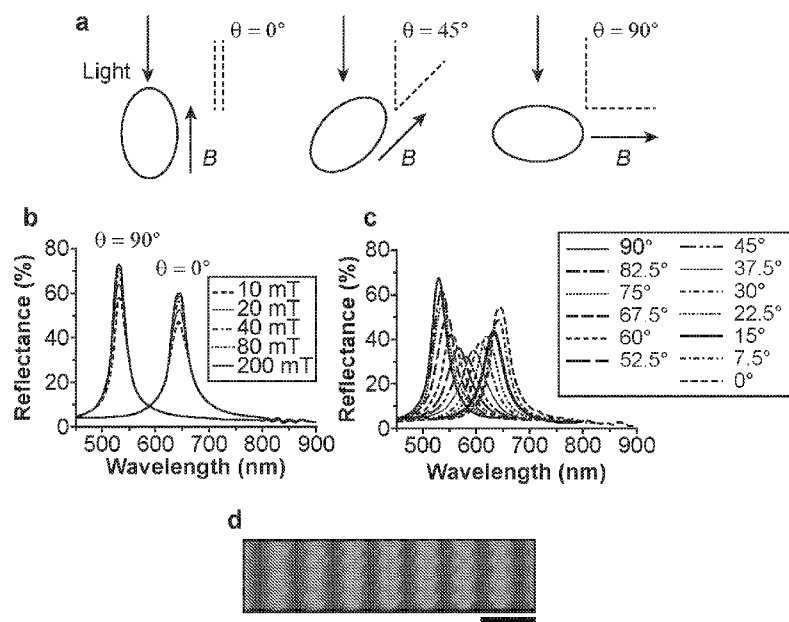 a
θ = 0°
θ = 45°
θ = 90°
Light
B
B
B
b
c
θ = 90°
θ = 0°
Reflectance (%)
80
60
40
20
0
500 600 700 800 900
Wavelength (nm)
10 mT
20 mT
40 mT
80 mT
200 mT
Reflectance (%)
80
60
40
20
0
500 600 700 800 900
Wavelength (nm)
90°
82.5°
75°
67.5°
60°
52.5°
45°
37.5°
30°
22.5°
15°
7.5°
0°
d